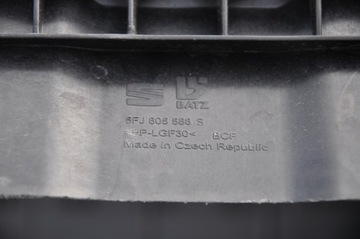 BATZ
6FJ 805 588 S
>PP-LGF30< BCF
Made in Czech Republic